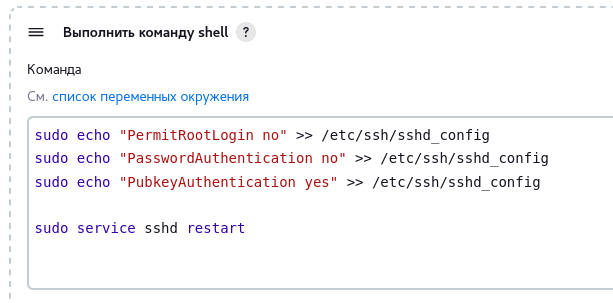 Выполнить команду shell ?
Команда
См. список переменных окружения
sudo echo "PermitRootLogin no" >> /etc/ssh/sshd_config
sudo echo "PasswordAuthentication no" >> /etc/ssh/sshd_config
sudo echo "PubkeyAuthentication yes" >> /etc/ssh/sshd_config
sudo service sshd restart